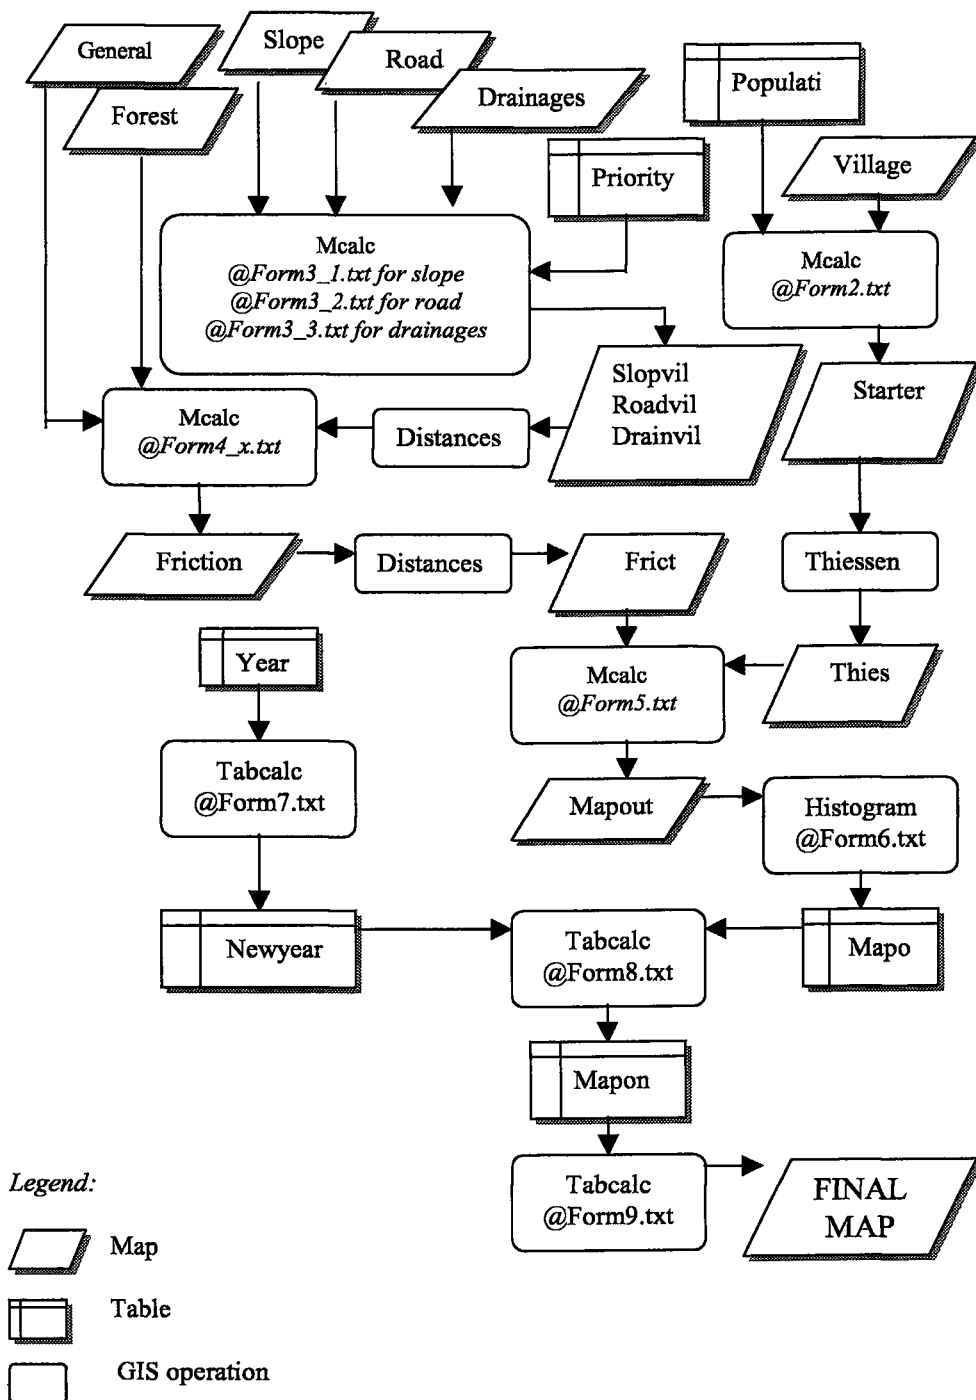 General
Slope
Road
Forest
Drainages
Populati
Priority
Village
Mcalc
@Form3_1.txt for slope
@Form3_2.txt for road
@Form3_3.txt for drainages
Mcalc
@Form2.txt
Slopvil
Roadvil
Drainvil
Starter
Mcalc
@Form4_x.txt
Distances
Friction
Distances
Frict
Thiessen
Year
Mcalc
@Form5.txt
Thies
Tabcalc
@Form7.txt
Mapout
Histogram
@Form6.txt
Newyear
Tabcalc
@Form8.txt
Mapo
Mapon
Tabcalc
@Form9.txt
FINAL
MAP
Legend:
Map
Table
GIS operation